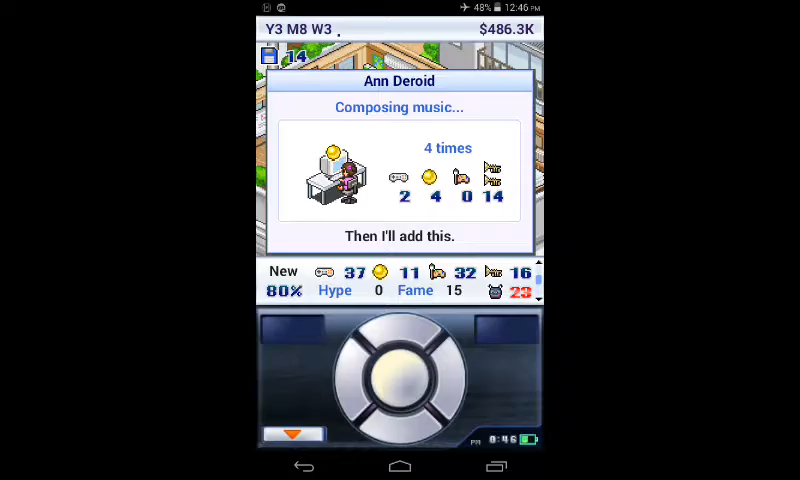 48% 12:46 PM
Y3 M8 W3 $486.3K
14
Ann Deroid
Composing music...
4 times
2 4 0 14
Then I'll add this.
New 37 11 32 16
80% Hype 0 Fame 15 23
PM 0:46